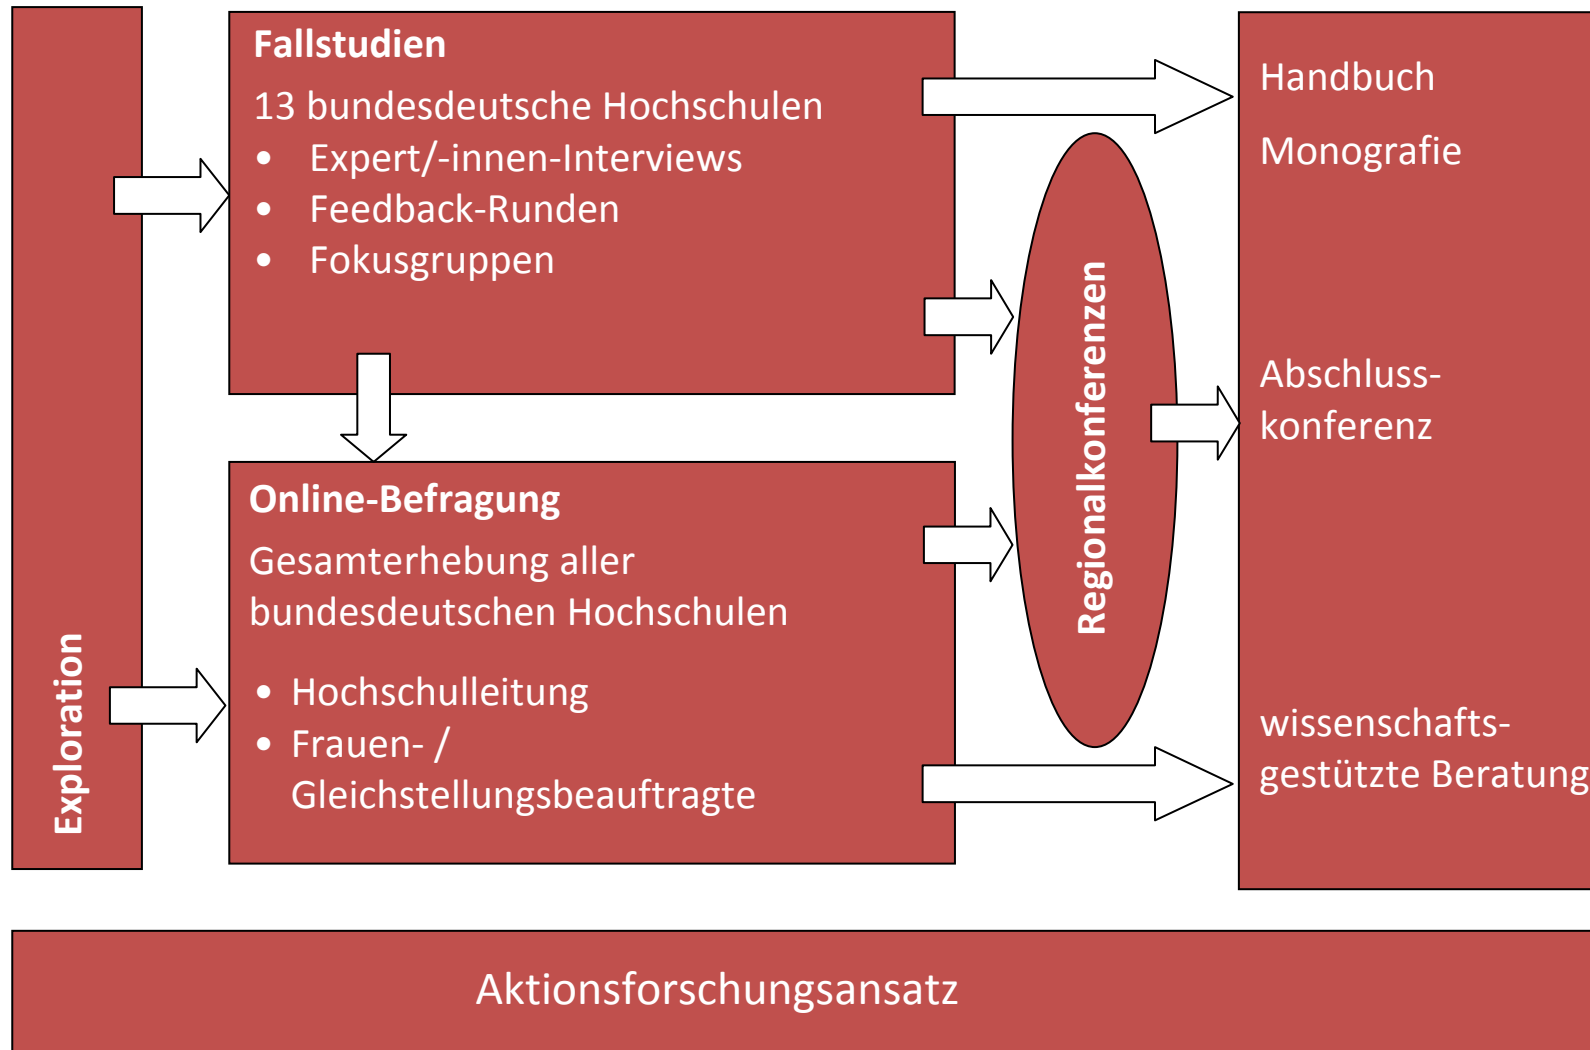 Exploration
Fallstudien
13 bundesdeutsche Hochschulen
• Expert/-innen-Interviews
• Feedback-Runden
• Fokusgruppen
Online-Befragung
Gesamterhebung aller
bundesdeutschen Hochschulen
• Hochschulleitung
• Frauen- /
Gleichstellungsbeauftragte
Regionalkonferenzen
Handbuch
Monografie
Abschluss-
konferenz
wissenschafts-
gestützte Beratung
Aktionsforschungsansatz